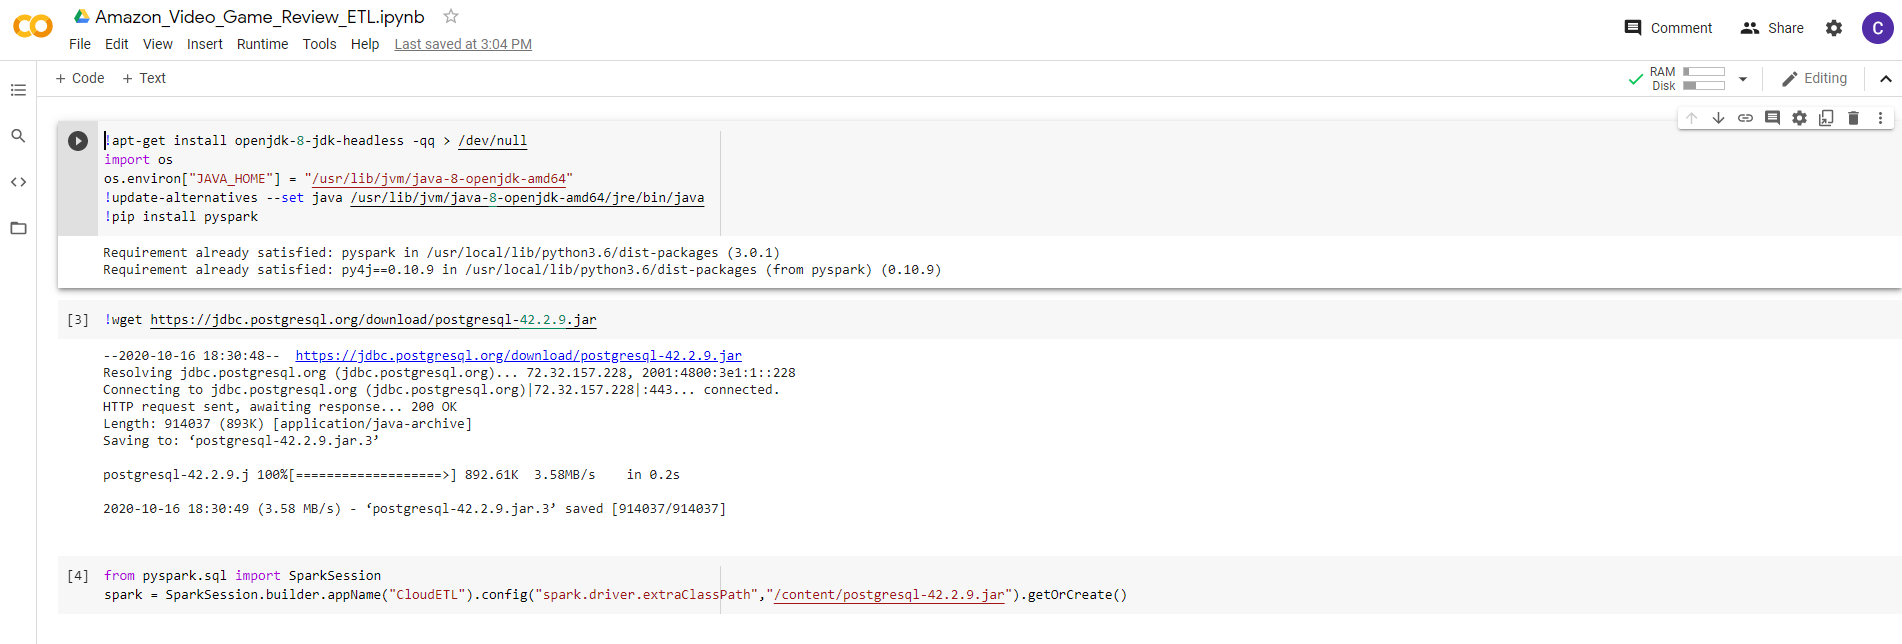 Amazon_Video_Game_Review_ETL.ipynb
File Edit View Insert Runtime Tools Help Last saved at 3:04 PM
Comment Share C
+ Code + Text
RAM
Disk
Editing
!apt-get install openjdk-8-jdk-headless -qq > /dev/null
import os
os.environ["JAVA_HOME"] = "/usr/lib/jvm/java-8-openjdk-amd64"
!update-alternatives --set java /usr/lib/jvm/java-8-openjdk-amd64/jre/bin/java
!pip install pyspark
Requirement already satisfied: pyspark in /usr/local/lib/python3.6/dist-packages (3.0.1)
Requirement already satisfied: py4j==0.10.9 in /usr/local/lib/python3.6/dist-packages (from pyspark) (0.10.9)
[3] !wget https://jdbc.postgresql.org/download/postgresql-42.2.9.jar
--2020-10-16 18:30:48--  https://jdbc.postgresql.org/download/postgresql-42.2.9.jar
Resolving jdbc.postgresql.org (jdbc.postgresql.org)... 72.32.157.228, 2001:4800:3e1:1::228
Connecting to jdbc.postgresql.org (jdbc.postgresql.org)|72.32.157.228|:443... connected.
HTTP request sent, awaiting response... 200 OK
Length: 914037 (893K) [application/java-archive]
Saving to: ‘postgresql-42.2.9.jar.3’
postgresql-42.2.9.j 100%[===================>] 892.61K  3.58MB/s    in 0.2s
2020-10-16 18:30:49 (3.58 MB/s) - ‘postgresql-42.2.9.jar.3’ saved [914037/914037]
[4] from pyspark.sql import SparkSession
spark = SparkSession.builder.appName("CloudETL").config("spark.driver.extraClassPath","/content/postgresql-42.2.9.jar").getOrCreate()